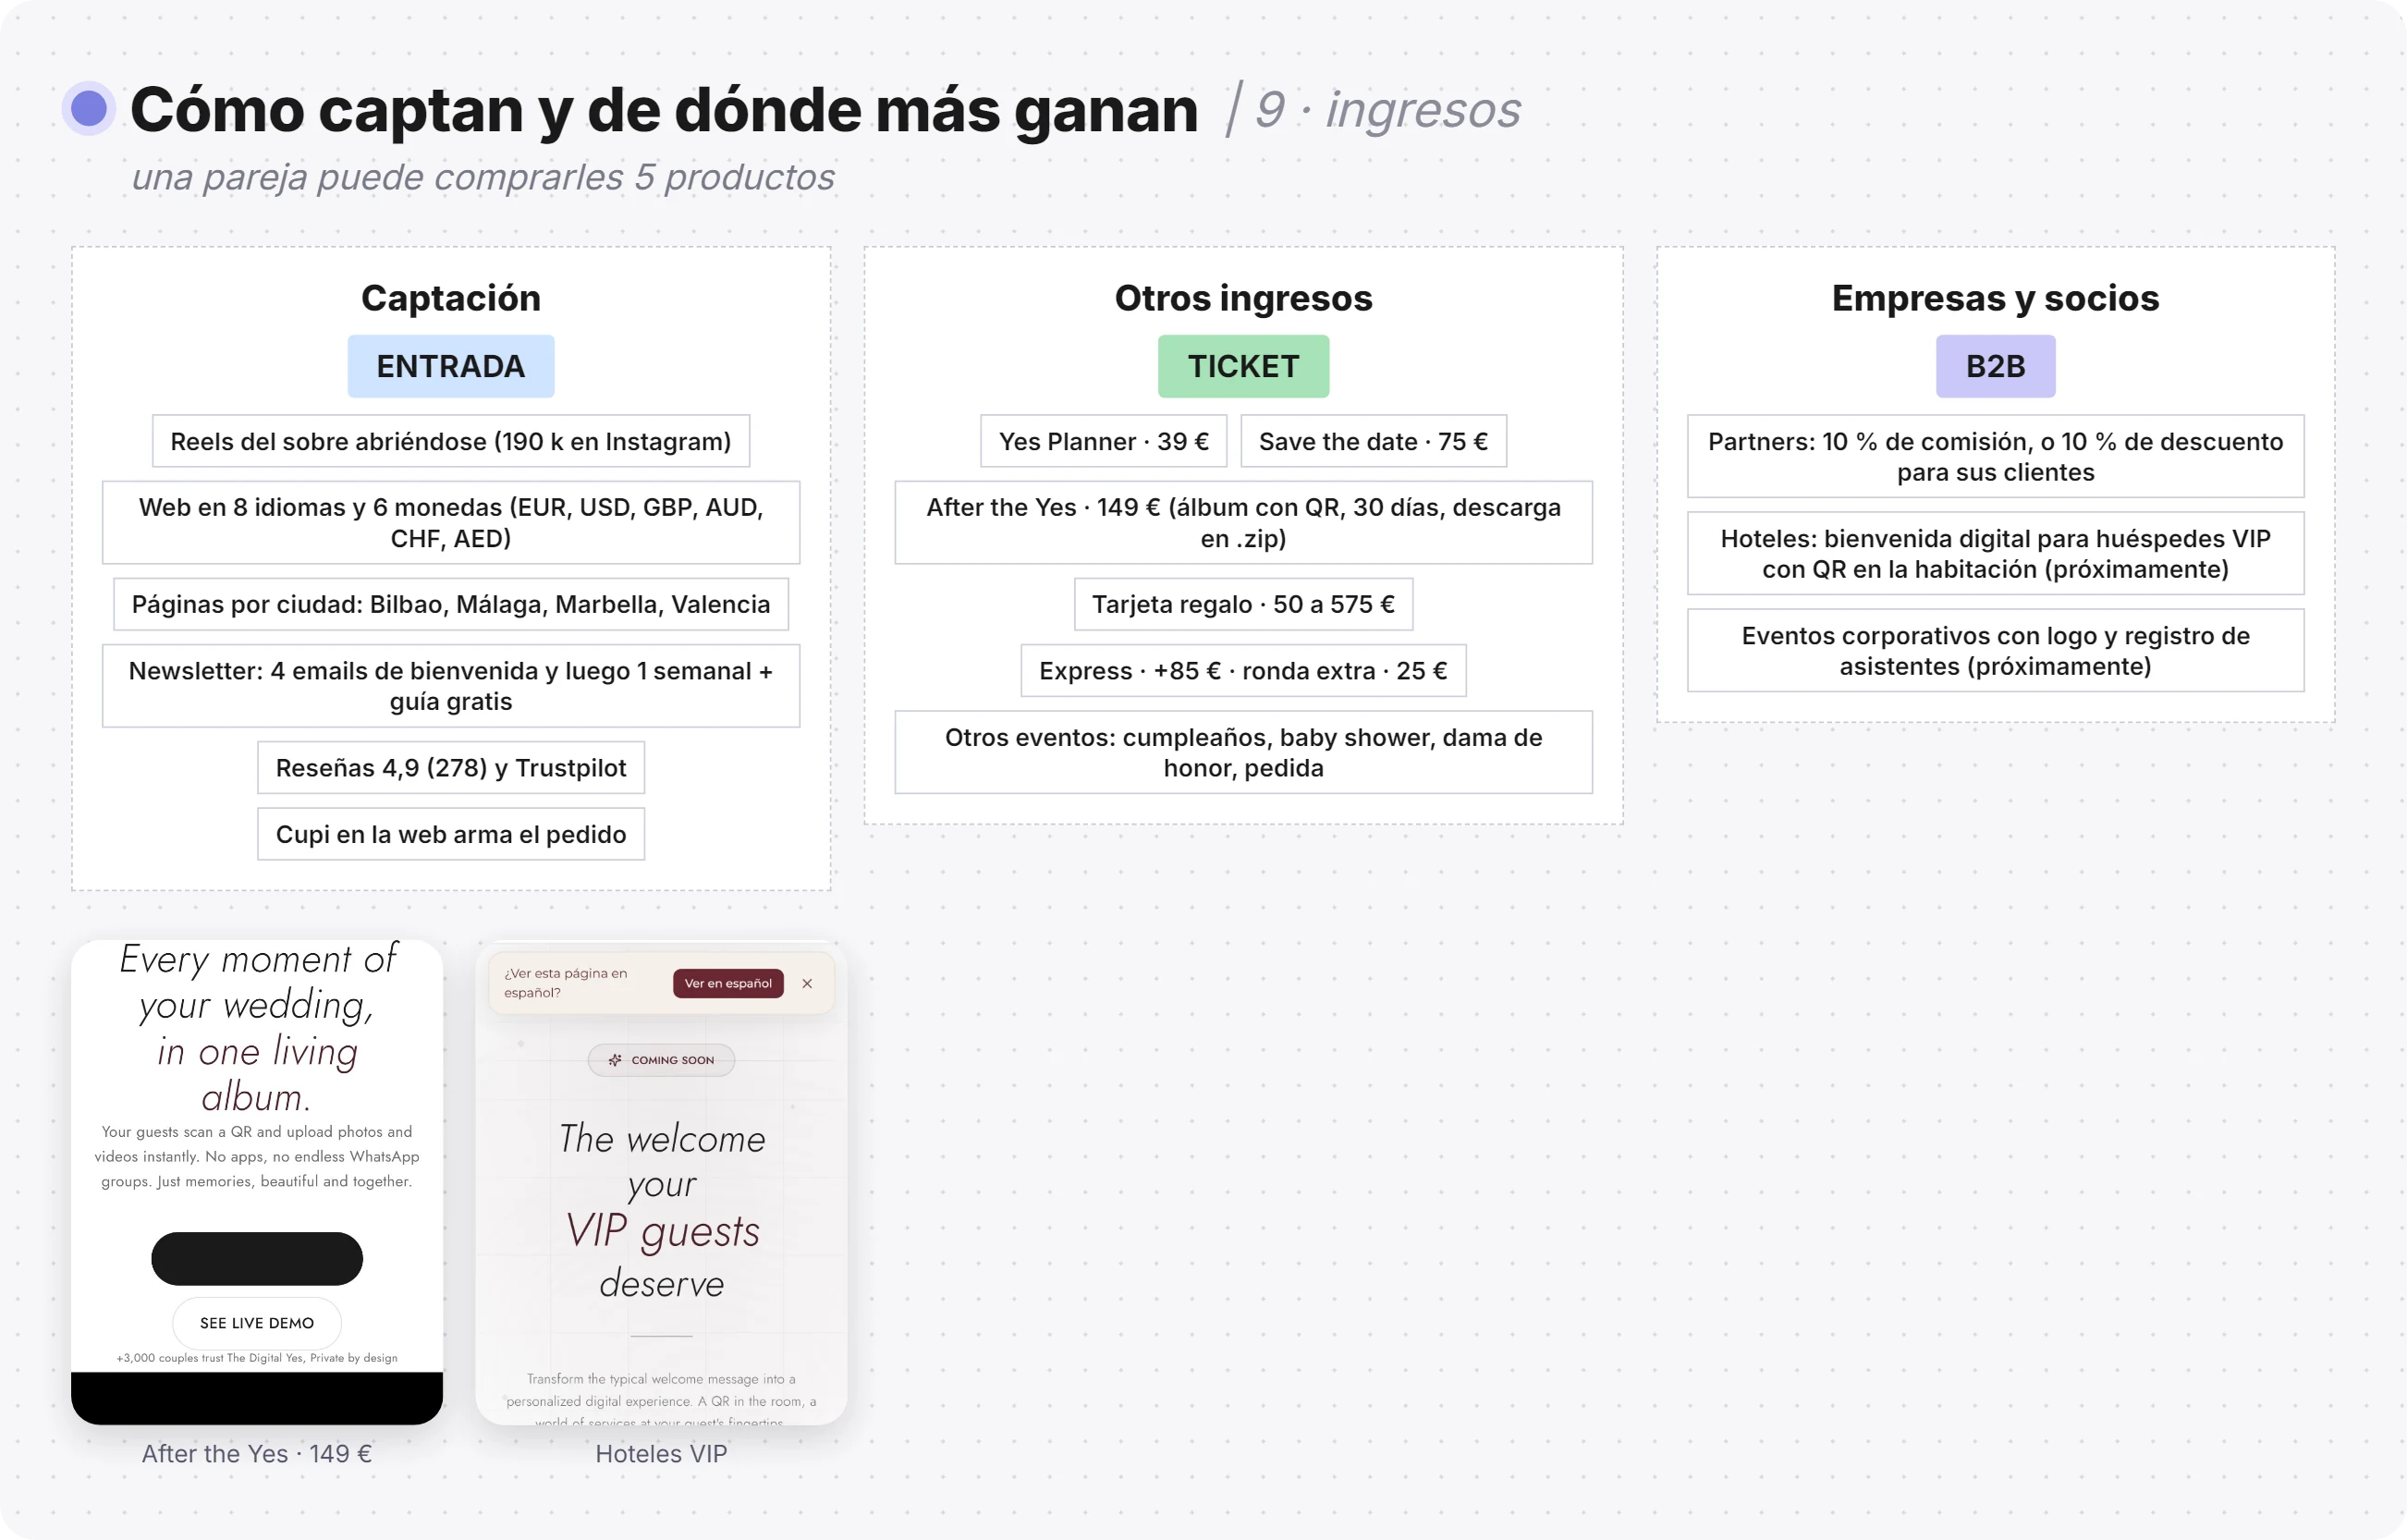 Cómo captan y de dónde más ganan | 9 · ingresos
una pareja puede comprarles 5 productos
Captación
ENTRADA
Reels del sobre abriéndose (190 k en Instagram)
Web en 8 idiomas y 6 monedas (EUR, USD, GBP, AUD,
CHF, AED)
Páginas por ciudad: Bilbao, Málaga, Marbella, Valencia
Newsletter: 4 emails de bienvenida y luego 1 semanal +
guía gratis
Reseñas 4,9 (278) y Trustpilot
Cupi en la web arma el pedido
Otros ingresos
TICKET
Yes Planner · 39 €
Save the date · 75 €
After the Yes · 149 € (álbum con QR, 30 días, descarga
en .zip)
Tarjeta regalo · 50 a 575 €
Express · +85 € · ronda extra · 25 €
Otros eventos: cumpleaños, baby shower, dama de
honor, pedida
Empresas y socios
B2B
Partners: 10 % de comisión, o 10 % de descuento
para sus clientes
Hoteles: bienvenida digital para huéspedes VIP
con QR en la habitación (próximamente)
Eventos corporativos con logo y registro de
asistentes (próximamente)
Every moment of
your wedding,
in one living
album.
Your guests scan a QR and upload photos and
videos instantly. No apps, no endless WhatsApp
groups. Just memories, beautiful and together.
SEE LIVE DEMO
+3,000 couples trust The Digital Yes, Private by design
After the Yes · 149 €
¿Ver esta página en
español?
Ver en español
COMING SOON
The welcome
your
VIP guests
deserve
Transform the typical welcome message into a
personalized digital experience. A QR in the room, a
world of services at your guest's fingertips
Hoteles VIP